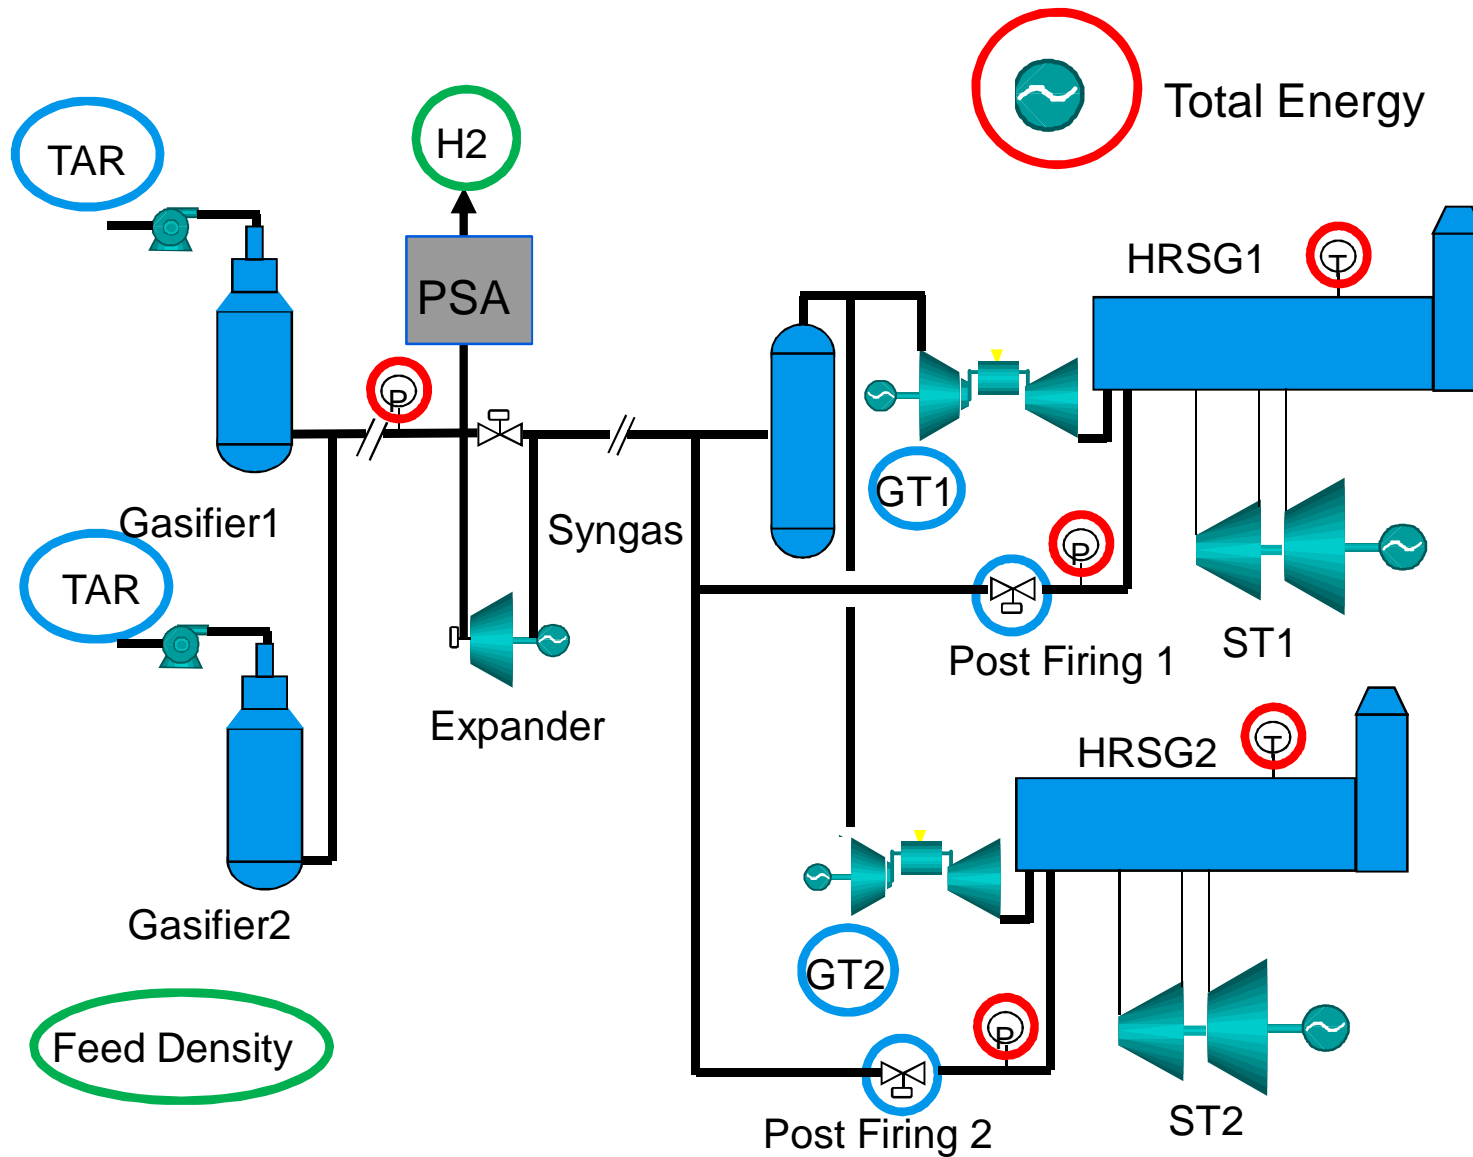 Total Energy
TAR
H2
HRSG1
T
PSA
P
GT1
Gasifier1
Syngas
P
TAR
Post Firing 1
ST1
Expander
HRSG2
T
Gasifier2
GT2
P
Feed Density
Post Firing 2
ST2